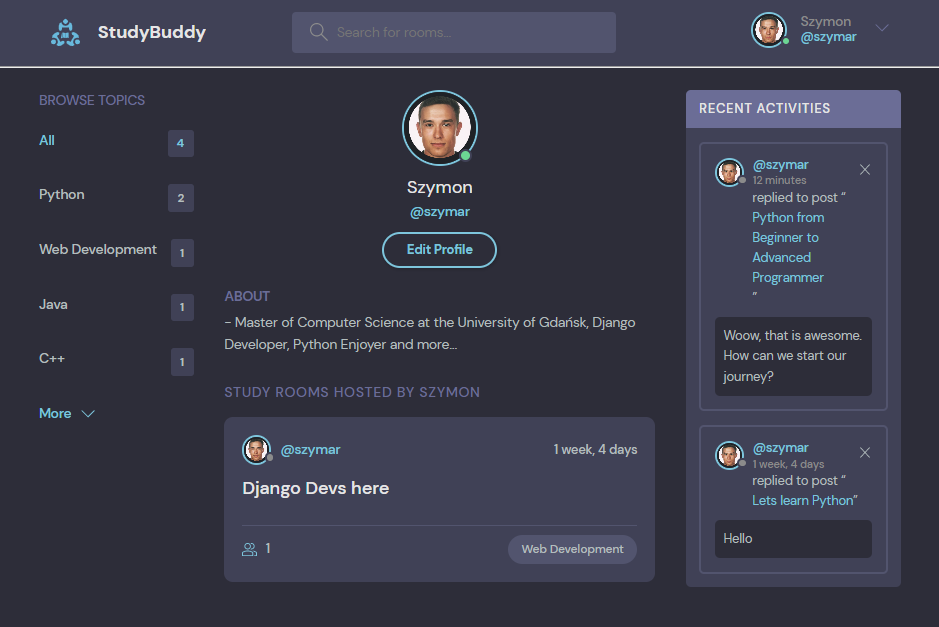 StudyBuddy
Search for rooms...
Szymon
@szymar
BROWSE TOPICS
All 4
Python 2
Web Development 1
Java 1
C++ 1
More
Szymon
@szymar
Edit Profile
ABOUT
- Master of Computer Science at the University of Gdańsk, Django
Developer, Python Enjoyer and more...
STUDY ROOMS HOSTED BY SZYMON
@szymar 1 week, 4 days
Django Devs here
1 Web Development
RECENT ACTIVITIES
@szymar
12 minutes
replied to post “
Python from
Beginner to
Advanced
Programmer
”
Woow, that is awesome.
How can we start our
journey?
@szymar
1 week, 4 days
replied to post “
Lets learn Python”
Hello